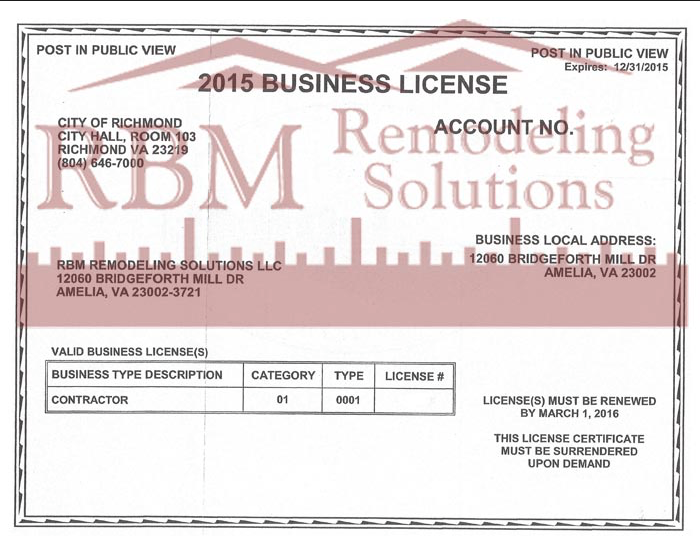 POST IN PUBLIC VIEW
POST IN PUBLIC VIEW
Expires: 12/31/2015
2015 BUSINESS LICENSE
CITY OF RICHMOND
CITY HALL, ROOM 103
RICHMOND VA 23219
(804) 646-7000
ACCOUNT NO.
RBM Remodeling
Solutions
BUSINESS LOCAL ADDRESS:
12060 BRIDGEFORTH MILL DR
AMELIA, VA 23002
RBM REMODELING SOLUTIONS LLC
12060 BRIDGEFORTH MILL DR
AMELIA, VA 23002-3721
VALID BUSINESS LICENSE(S)
BUSINESS TYPE DESCRIPTION CATEGORY TYPE LICENSE #
CONTRACTOR 01 0001
LICENSE(S) MUST BE RENEWED
BY MARCH 1, 2016
THIS LICENSE CERTIFICATE
MUST BE SURRENDERED
UPON DEMAND